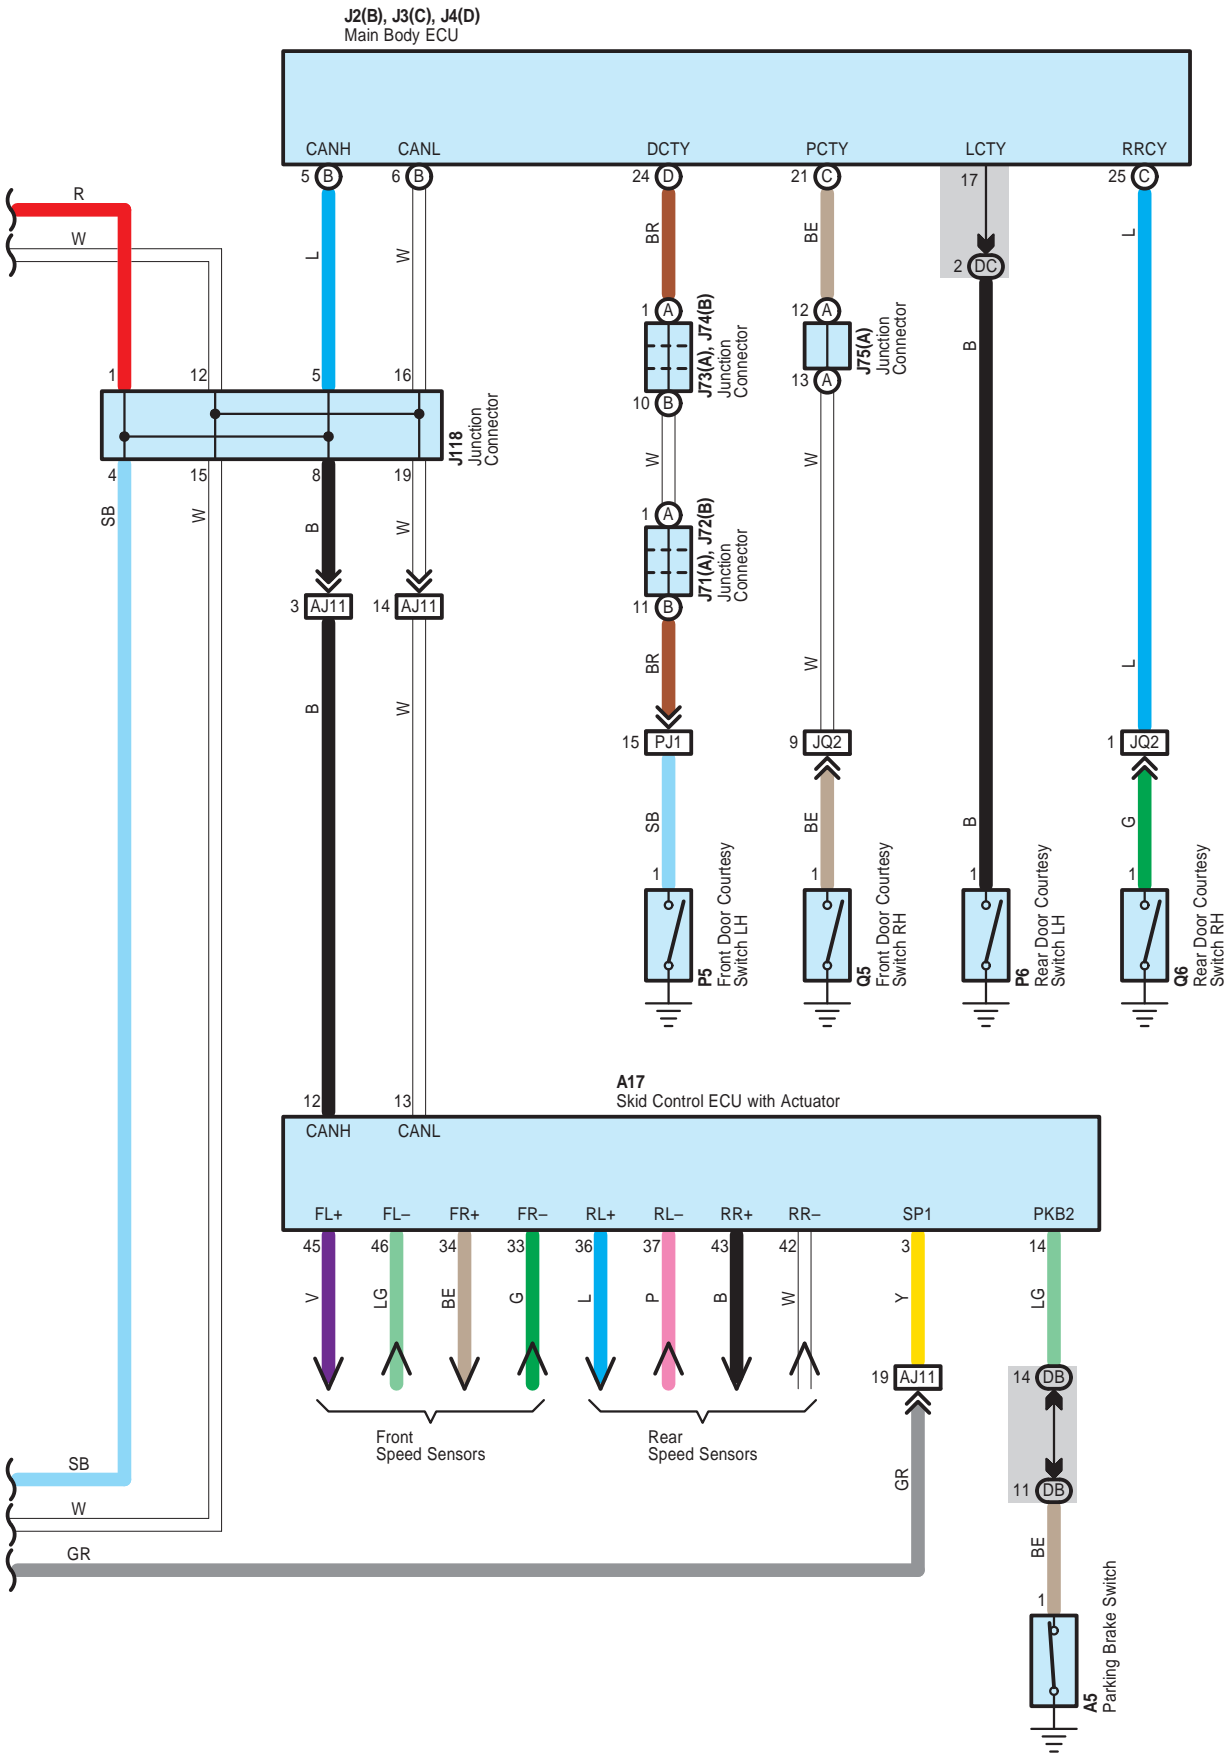 J2(B), J3(C), J4(D)
Main Body ECU
CANH CANL DCTY PCTY LCTY RRCY
5 B 6 B 24 D 21 C 17 25 C
R
W
L W BR BE L
2 DC
1 A 12 A
J73(A), J74(B)
Junction
Connector
J75(A)
Junction
Connector
B
13 A
10 B
1 12 5 16
J118
Junction
Connector
4 15 8 19
SB W B W W W
1 A
J71(A), J72(B)
Junction
Connector
11 B
3 AJ11 14 AJ11
BR W L
B W
15 PJ1 9 JQ2 1 JQ2
SB BE B G
1 1 1 1
P5
Front Door Courtesy
Switch LH
Q5
Front Door Courtesy
Switch RH
P6
Rear Door Courtesy
Switch LH
Q6
Rear Door Courtesy
Switch RH
A17
Skid Control ECU with Actuator
12 13
CANH CANL
FL+ FL– FR+ FR– RL+ RL– RR+ RR– SP1 PKB2
45 46 34 33 36 37 43 42 3 14
V LG BE G L P B W Y LG
19 AJ11 14 DB
Front
Speed Sensors
Rear
Speed Sensors
SB
GR
11 DB
W
GR
BE
1
A5
Parking Brake Switch